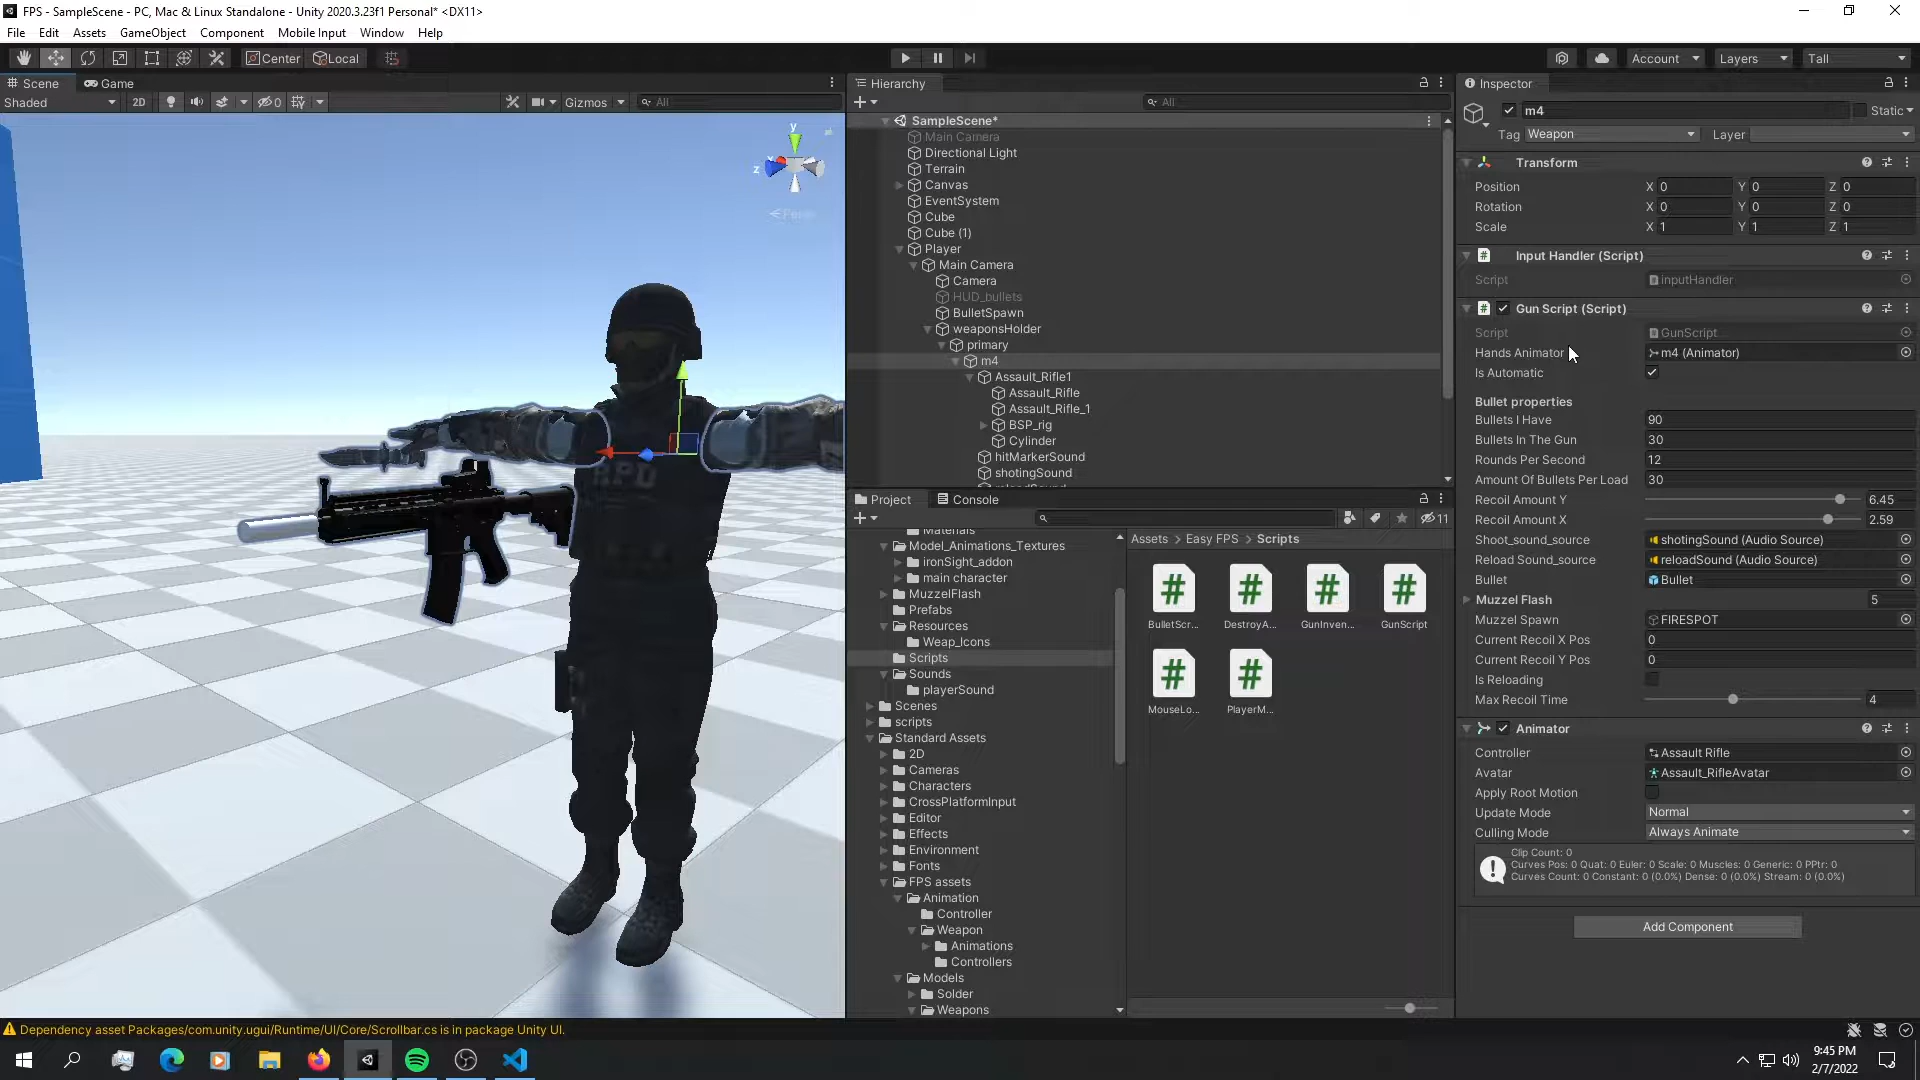 FPS - SampleScene - PC, Mac & Linux Standalone - Unity 2020.3.23f1 Personal* <DX11>
File Edit Assets GameObject Component Mobile Input Window Help
Center Local
Account Layers Tall
Scene Game
Shaded 2D 0 Gizmos All
y
z
Persp
RPD
Hierarchy
All
SampleScene*
Main Camera
Directional Light
Terrain
Canvas
EventSystem
Cube
Cube (1)
Player
Main Camera
Camera
HUD_bullets
BulletSpawn
weaponsHolder
primary
m4
Assault_Rifle1
Assault_Rifle
Assault_Rifle_1
BSP_rig
Cylinder
hitMarkerSound
shotingSound
reloadSound
Project Console
11
Materials
Model_Animations_Textures
ironSight_addon
main character
MuzzelFlash
Prefabs
Resources
Weap_Icons
Scripts
Sounds
playerSound
Scenes
scripts
Standard Assets
2D
Cameras
Characters
CrossPlatformInput
Editor
Effects
Environment
Fonts
FPS assets
Animation
Controller
Weapon
Animations
Controllers
Models
Solder
Weapons
Assets > Easy FPS > Scripts
BulletScr... DestroyA... GunInven... GunScript
MouseLo... PlayerM...
Inspector
m4 Static
Tag Weapon Layer
Transform
Position X 0 Y 0 Z 0
Rotation X 0 Y 0 Z 0
Scale X 1 Y 1 Z 1
Input Handler (Script)
Script inputHandler
Gun Script (Script)
Script GunScript
Hands Animator m4 (Animator)
Is Automatic
Bullet properties
Bullets I Have 90
Bullets In The Gun 30
Rounds Per Second 12
Amount Of Bullets Per Load 30
Recoil Amount Y 6.45
Recoil Amount X 2.59
Shoot_sound_source shotingSound (Audio Source)
Reload Sound_source reloadSound (Audio Source)
Bullet Bullet
Muzzel Flash 5
Muzzel Spawn FIRESPOT
Current Recoil X Pos 0
Current Recoil Y Pos 0
Is Reloading
Max Recoil Time 4
Animator
Controller Assault Rifle
Avatar Assault_RifleAvatar
Apply Root Motion
Update Mode Normal
Culling Mode Always Animate
Clip Count: 0
Curves Pos: 0 Quat: 0 Euler: 0 Scale: 0 Muscles: 0 Generic: 0 PPtr: 0
Curves Count: 0 Constant: 0 (0.0%) Dense: 0 (0.0%) Stream: 0 (0.0%)
Add Component
Dependency asset Packages/com.unity.ugui/Runtime/UI/Core/Scrollbar.cs is in package Unity UI.
9:45 PM
2/7/2022